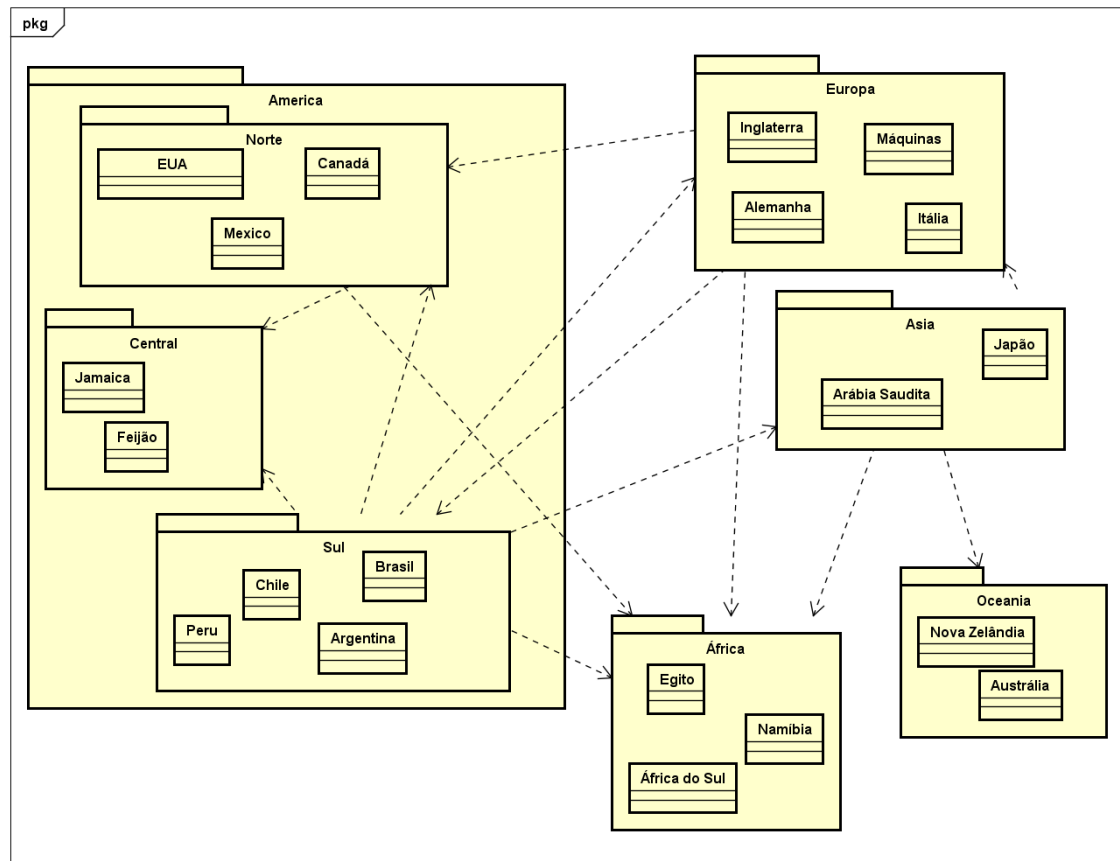 pkg
America
Norte
EUA
Canadá
Mexico
Central
Jamaica
Feijão
Sul
Brasil
Chile
Peru
Argentina
Europa
Inglaterra
Máquinas
Alemanha
Itália
Asia
Japão
Arábia Saudita
África
Egito
Namíbia
África do Sul
Oceania
Nova Zelândia
Austrália